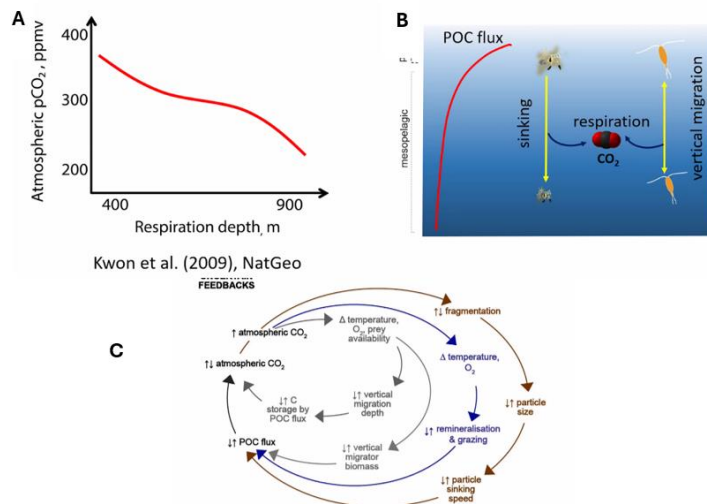 A
400
300
200
Atmospheric pCO₂, ppmv
400
900
Respiration depth, m
Kwon et al. (2009), NatGeo
B
POC flux
mesopelagic
sinking
respiration
CO₂
vertical migration
FEEDBACKS
C
↑ atmospheric CO₂
↑↓ atmospheric CO₂
↓↑ POC flux
Δ temperature,
O₂, prey
availability
↓↑ vertical
migration
depth
↓↑ C
storage by
POC flux
↓↑ vertical
migrator
biomass
↑↓ fragmentation
Δ temperature,
O₂
↓↑ particle
size
↓↑ remineralisation
& grazing
↓↑ particle
sinking
speed